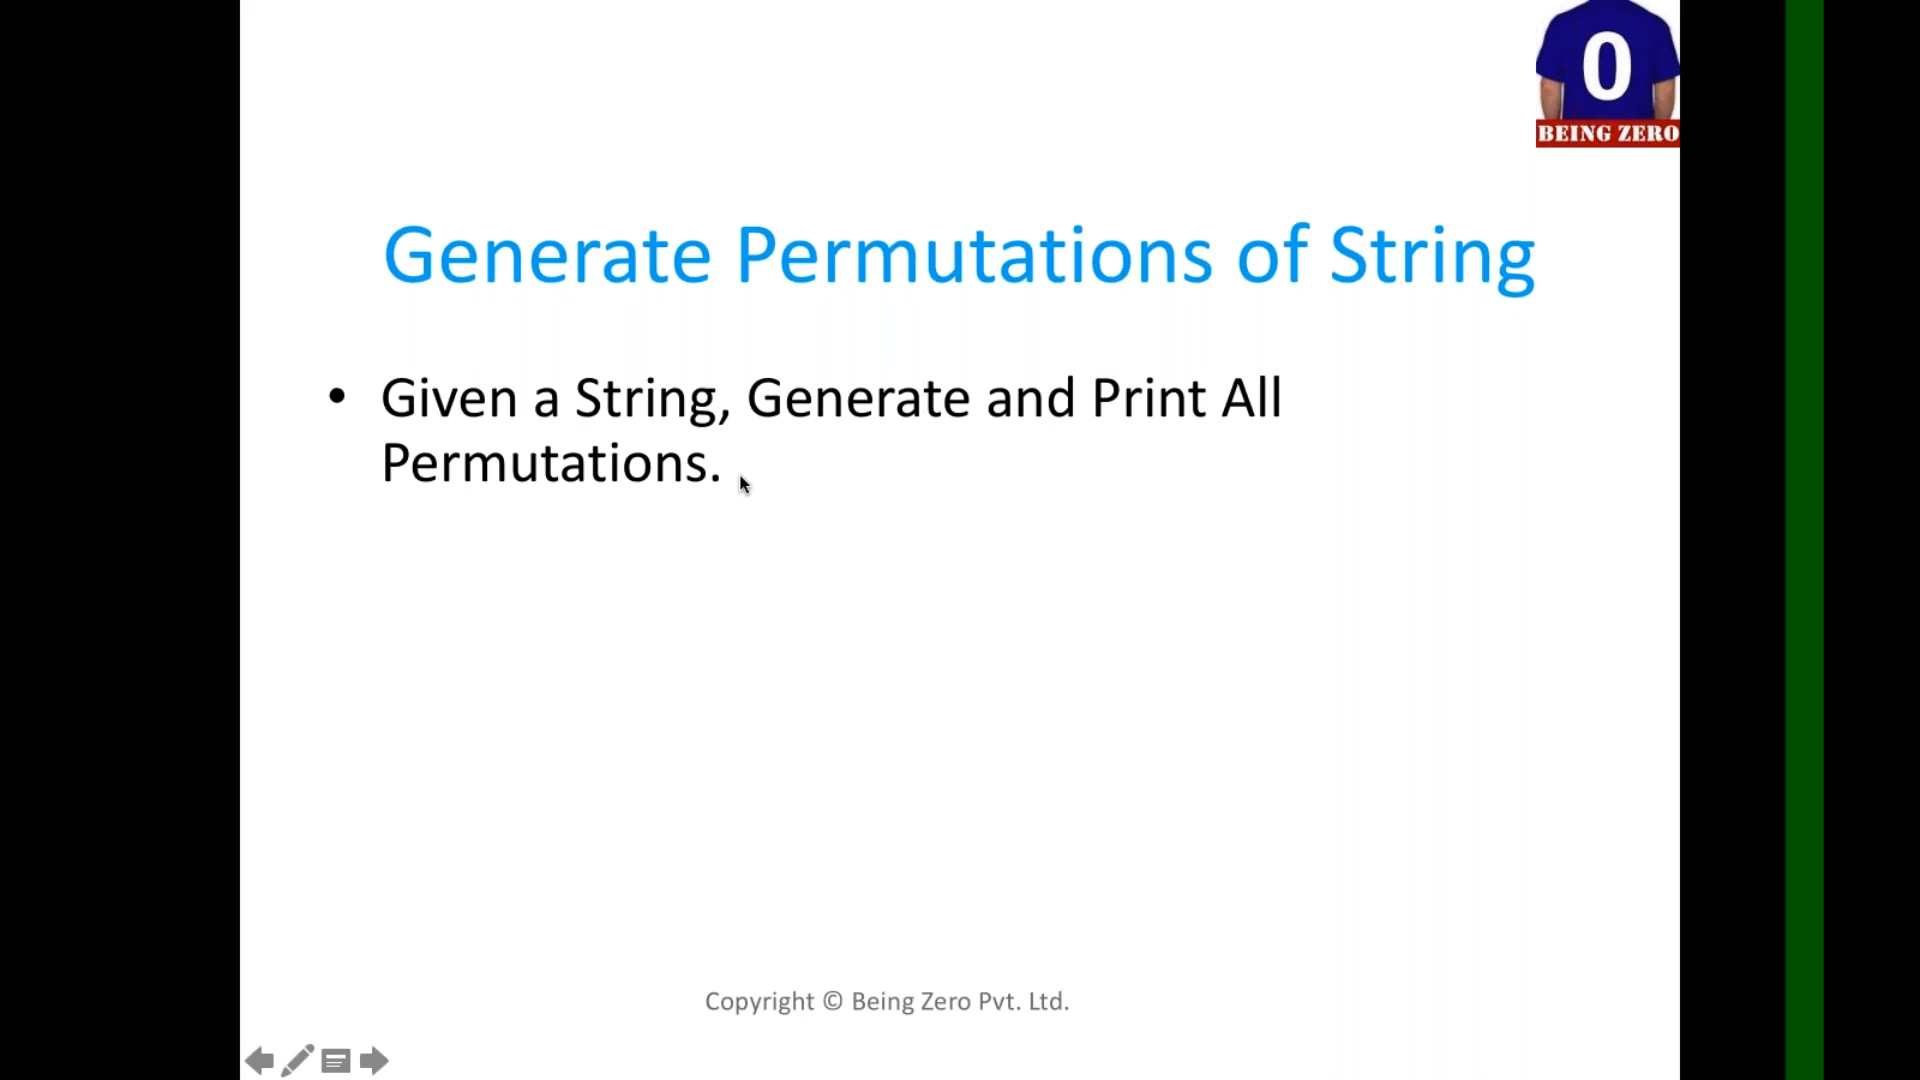 0
BEING ZERO
Generate Permutations of String
• Given a String, Generate and Print All
Permutations.
Copyright © Being Zero Pvt. Ltd.